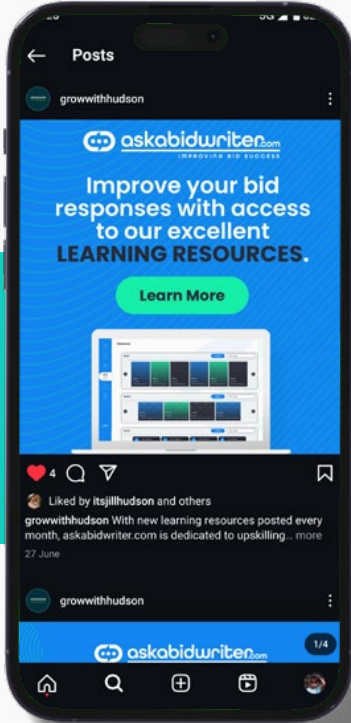 Posts
growwithhudson
askabidwriter.com
IMPROVING BID SUCCESS
Improve your bid
responses with access
to our excellent
LEARNING RESOURCES.
Learn More
4
Liked by itsjillhudson and others
growwithhudson With new learning resources posted every
month, askabidwriter.com is dedicated to upskilling... more
27 June
growwithhudson
askabidwriter.com
1/4